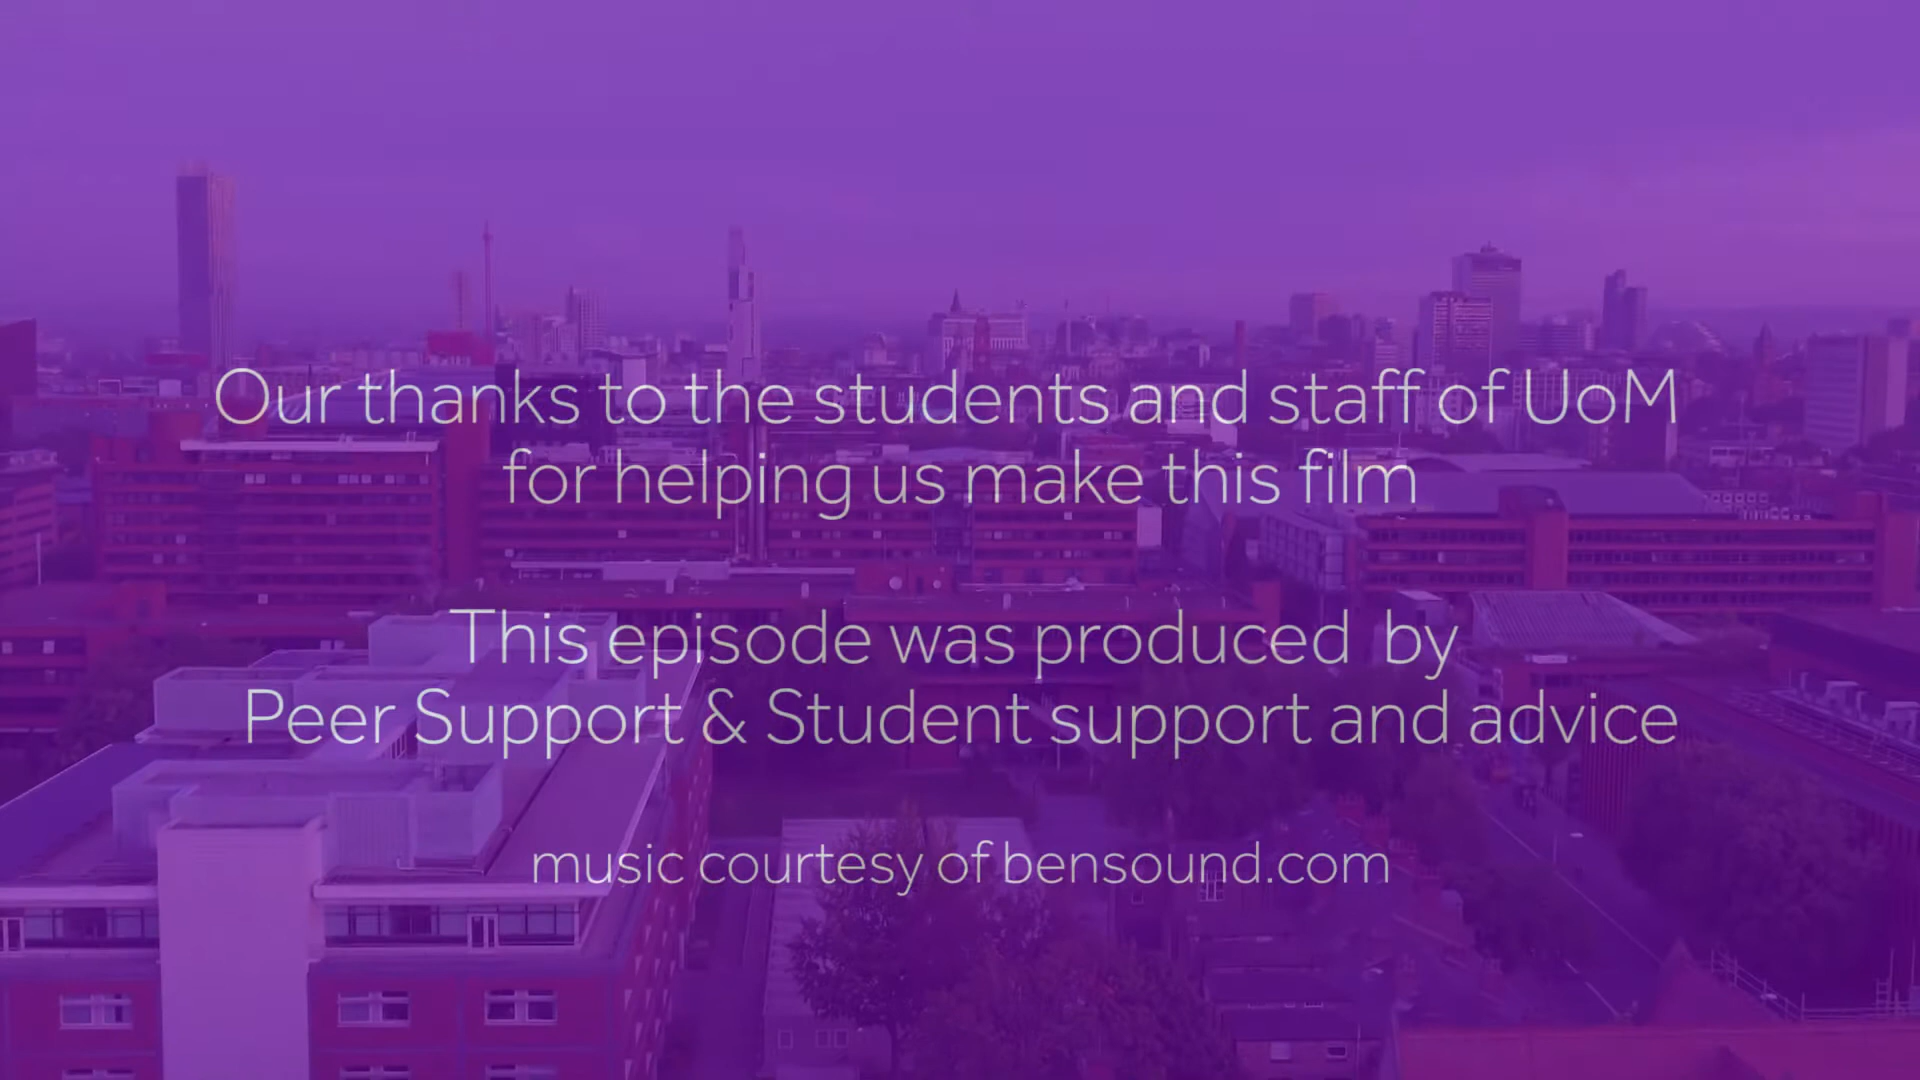 Our thanks to the students and staff of UoM
for helping us make this film
This episode was produced by
Peer Support & Student support and advice
music courtesy of bensound.com